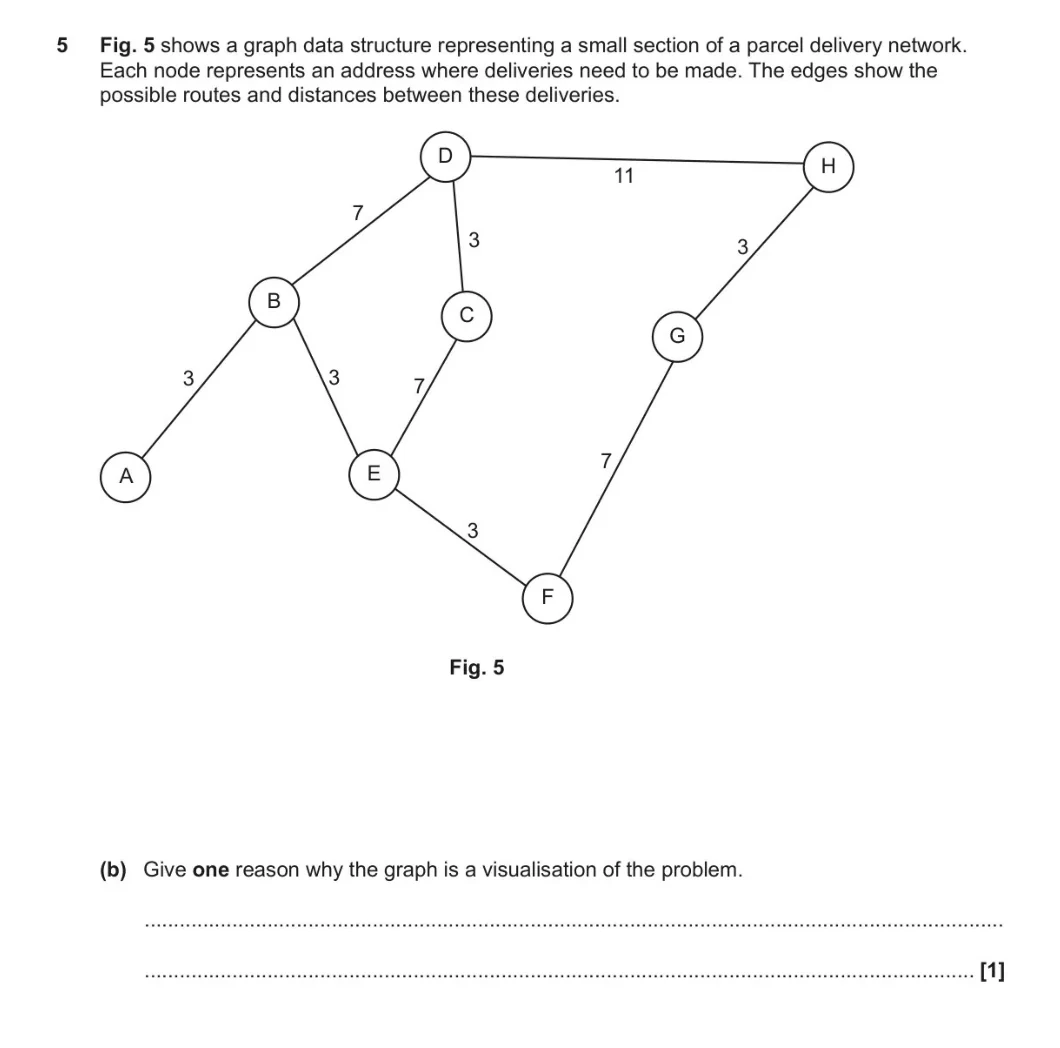 5 Fig. 5 shows a graph data structure representing a small section of a parcel delivery network.
Each node represents an address where deliveries need to be made. The edges show the
possible routes and distances between these deliveries.
D
H
11
7
3
3
B
C
G
3
3
7
7
A
E
3
F
Fig. 5
(b) Give one reason why the graph is a visualisation of the problem.
[1]